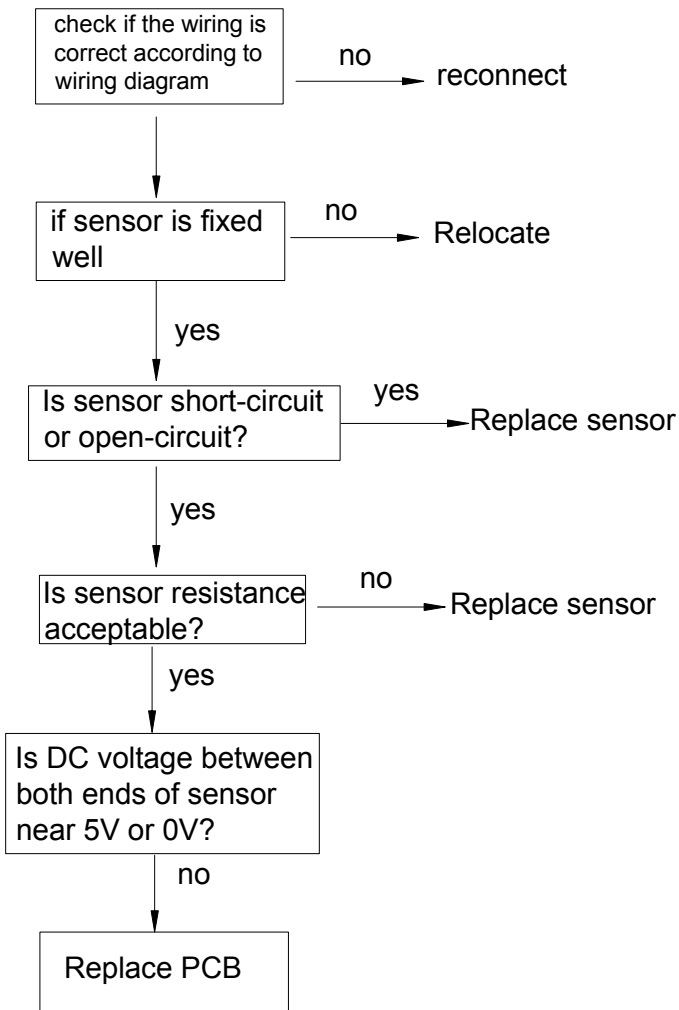 check if the wiring is
correct according to
wiring diagram
no
reconnect
if sensor is fixed
well
no
Relocate
yes
Is sensor short-circuit
or open-circuit?
yes
Replace sensor
yes
Is sensor resistance
acceptable?
no
Replace sensor
yes
Is DC voltage between
both ends of sensor
near 5V or 0V?
no
Replace PCB